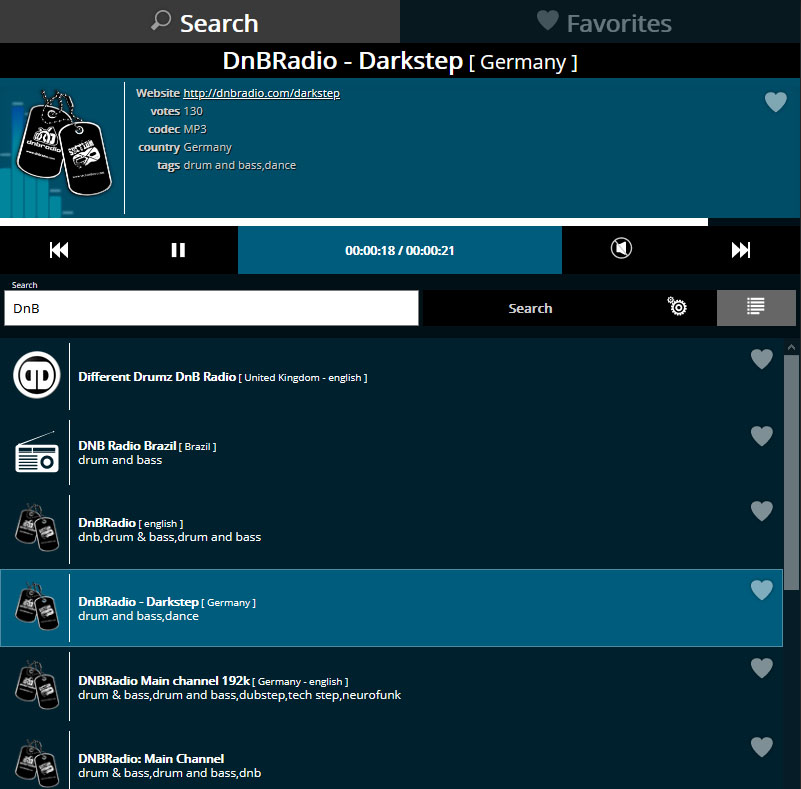 Search
Favorites
DnBRadio - Darkstep [ Germany ]
Website http://dnbradio.com/darkstep
votes 130
codec MP3
country Germany
tags drum and bass,dance
dnbradio
00:00:18 / 00:00:21
Search
DnB
Search
Different Drumz DnB Radio [ United Kingdom - english ]
DNB Radio Brazil [ Brazil ]
drum and bass
DnBRadio [ english ]
dnb,drum & bass,drum and bass
DnBRadio - Darkstep [ Germany ]
drum and bass,dance
DNBRadio Main channel 192k [ Germany - english ]
drum & bass,drum and bass,dubstep,tech step,neurofunk
DNBRadio: Main Channel
drum & bass,drum and bass,dnb